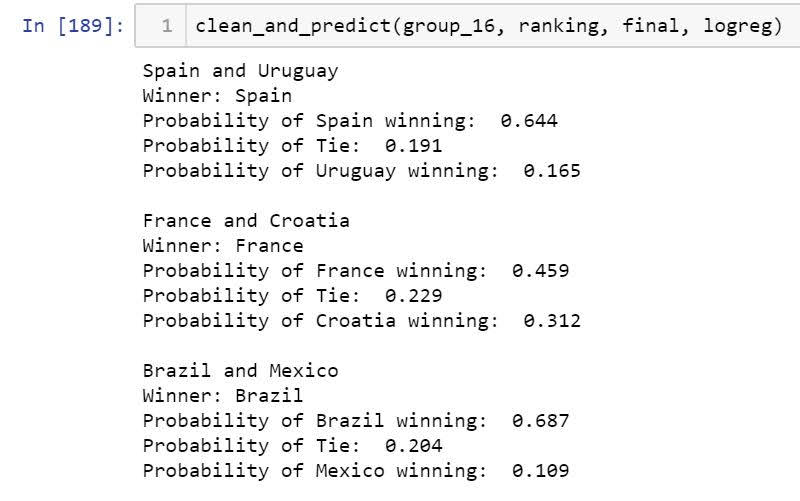 In [189]: 1 clean_and_predict(group_16, ranking, final, logreg)
Spain and Uruguay
Winner: Spain
Probability of Spain winning:  0.644
Probability of Tie:  0.191
Probability of Uruguay winning:  0.165
France and Croatia
Winner: France
Probability of France winning:  0.459
Probability of Tie:  0.229
Probability of Croatia winning:  0.312
Brazil and Mexico
Winner: Brazil
Probability of Brazil winning:  0.687
Probability of Tie:  0.204
Probability of Mexico winning:  0.109